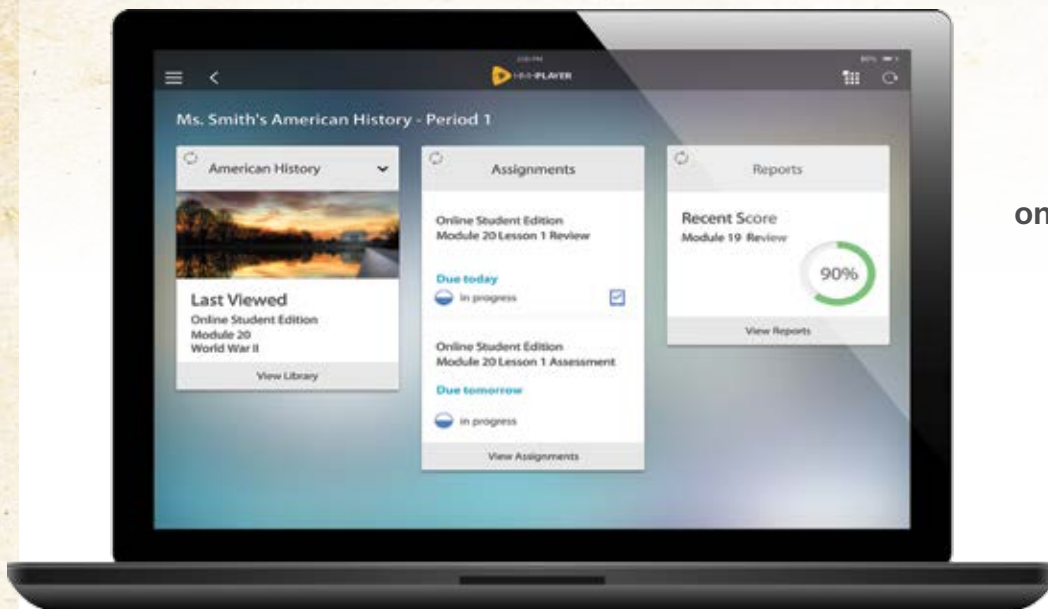 PLAYER
Ms. Smith's American History - Period 1
American History
Last Viewed
Online Student Edition
Module 20
World War II
View Library
Assignments
Online Student Edition
Module 20 Lesson 1 Review
Due today
in progress
Online Student Edition
Module 20 Lesson 1 Assessment
Due tomorrow
in progress
View Assignments
Reports
Recent Score
Module 19 Review
90%
View Reports
on